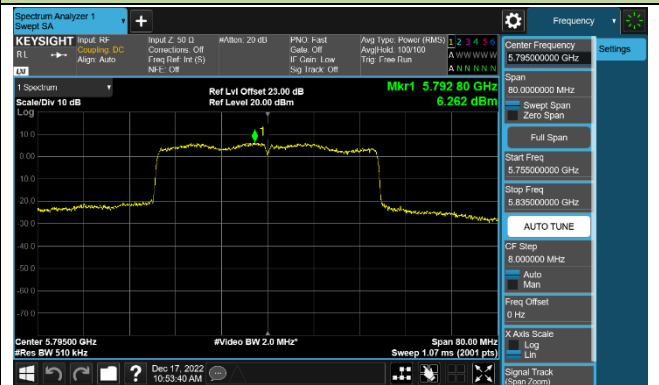 Spectrum Analyzer 1
Swept SA
Frequency
KEYSIGHT
Input: RF
Input Z: 50 Ω
#Atten: 20 dB
PNO: Fast
Avg Type: Power (RMS)
1 2 3 4 5 6
RL
Coupling: DC
Corrections: Off
Gate: Off
Avg|Hold: 100/100
A W W W W W
Align: Auto
Freq Ref: Int (S)
IF Gain: Low
Trig: Free Run
NFE: Off
Sig Track: Off
A N N N N N
LXI
1 Spectrum
Scale/Div 10 dB
Ref Lvl Offset 23.00 dB
Ref Level 20.00 dBm
Mkr1 5.792 80 GHz
6.262 dBm
Log
1
10.0
0.00
-10.0
-20.0
-30.0
-40.0
-50.0
-60.0
-70.0
Center 5.79500 GHz
#Video BW 2.0 MHz*
Span 80.00 MHz
#Res BW 510 kHz
Sweep 1.07 ms (2001 pts)
Dec 17, 2022
10:53:40 AM
Center Frequency
5.795000000 GHz
Settings
Span
80.0000000 MHz
Swept Span
Zero Span
Full Span
Start Freq
5.755000000 GHz
Stop Freq
5.835000000 GHz
AUTO TUNE
CF Step
8.000000 MHz
Auto
Man
Freq Offset
0 Hz
X Axis Scale
Log
Lin
Signal Track
(Span Zoom)